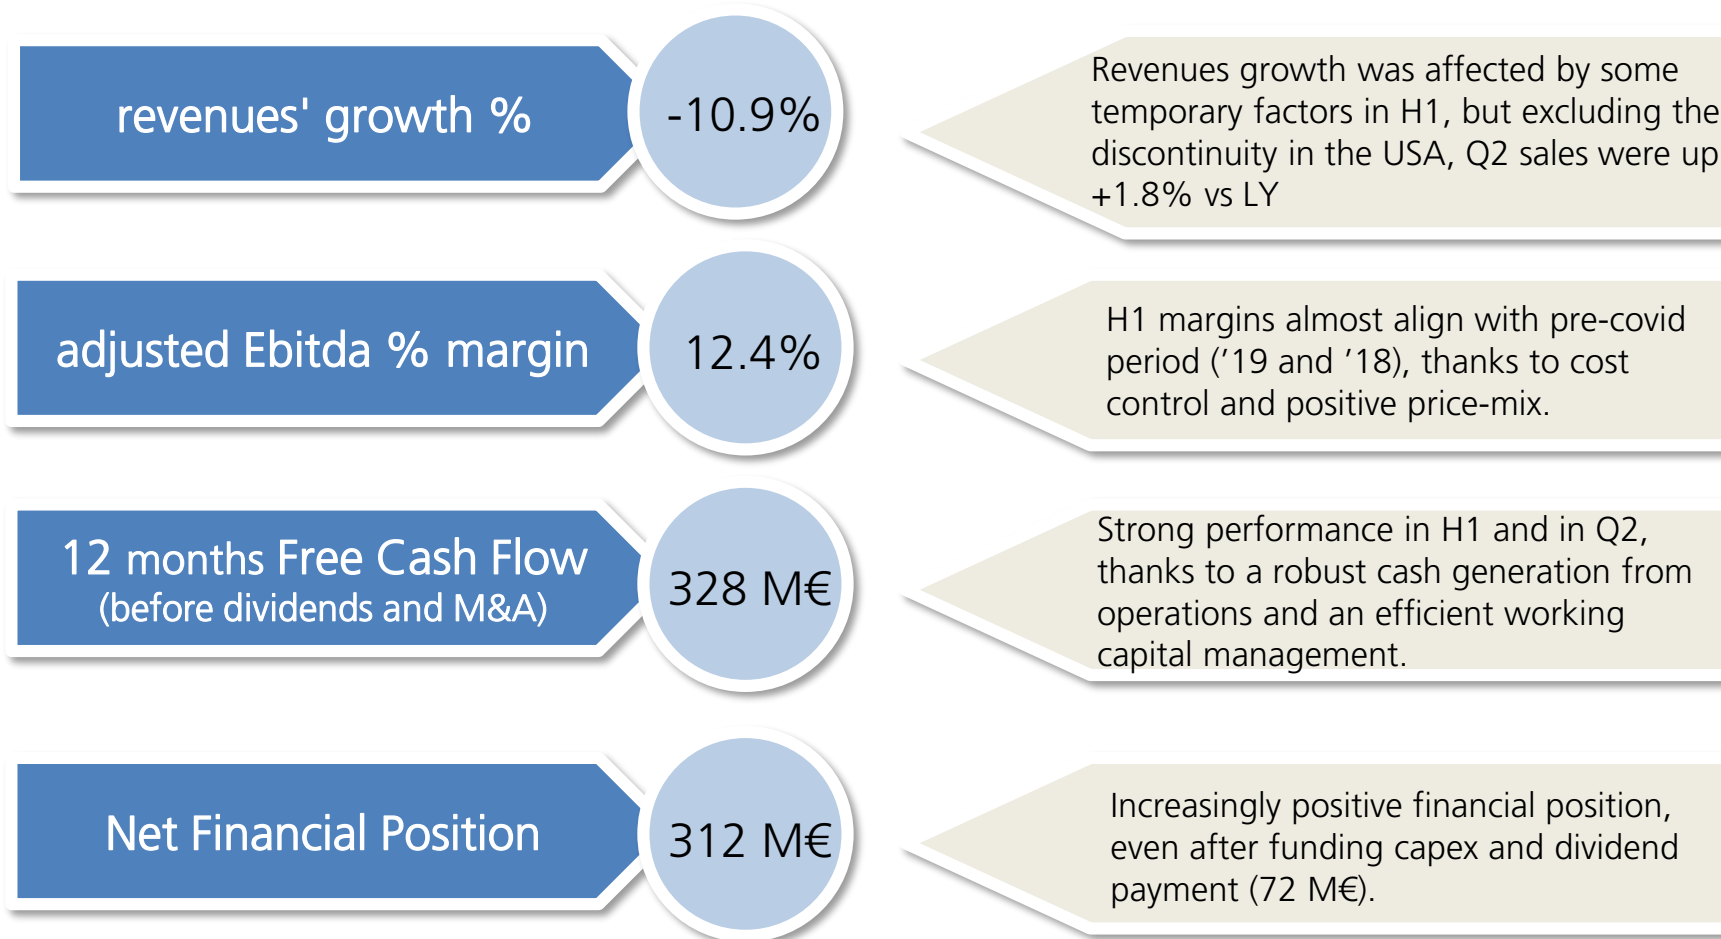 revenues' growth %
-10.9%
Revenues growth was affected by some
temporary factors in H1, but excluding the
discontinuity in the USA, Q2 sales were up
+1.8% vs LY
adjusted Ebitda % margin
12.4%
H1 margins almost align with pre-covid
period (’19 and ’18), thanks to cost
control and positive price-mix.
12 months Free Cash Flow
(before dividends and M&A)
328 M€
Strong performance in H1 and in Q2,
thanks to a robust cash generation from
operations and an efficient working
capital management.
Net Financial Position
312 M€
Increasingly positive financial position,
even after funding capex and dividend
payment (72 M€).